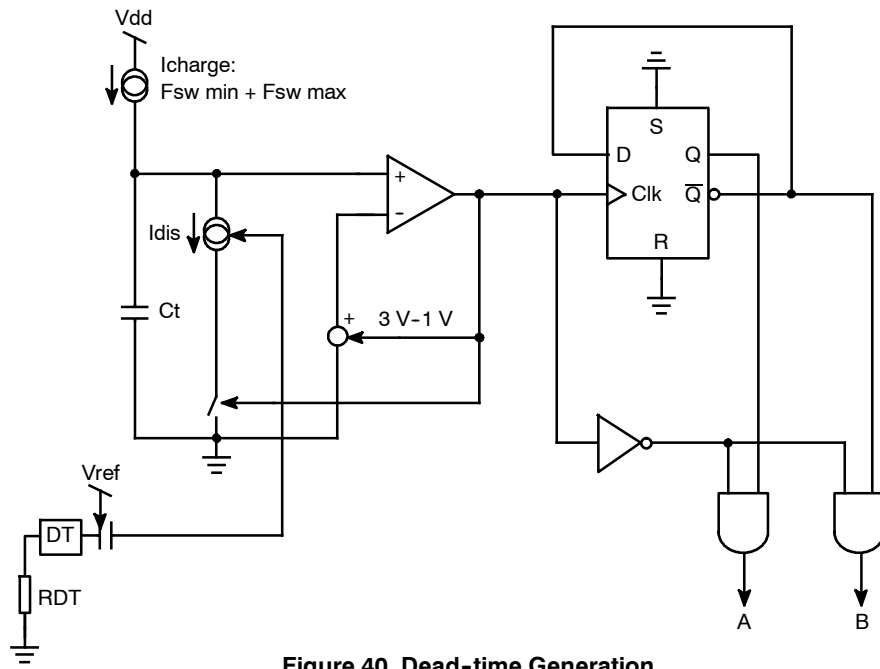 Vdd
Icharge:
Fsw min + Fsw max
S
D
Q
+
Clk
Q̅
-
Idis
R
Ct
+
3 V-1 V
Vref
DT
RDT
A
B
Figure 40. Dead-time Generation